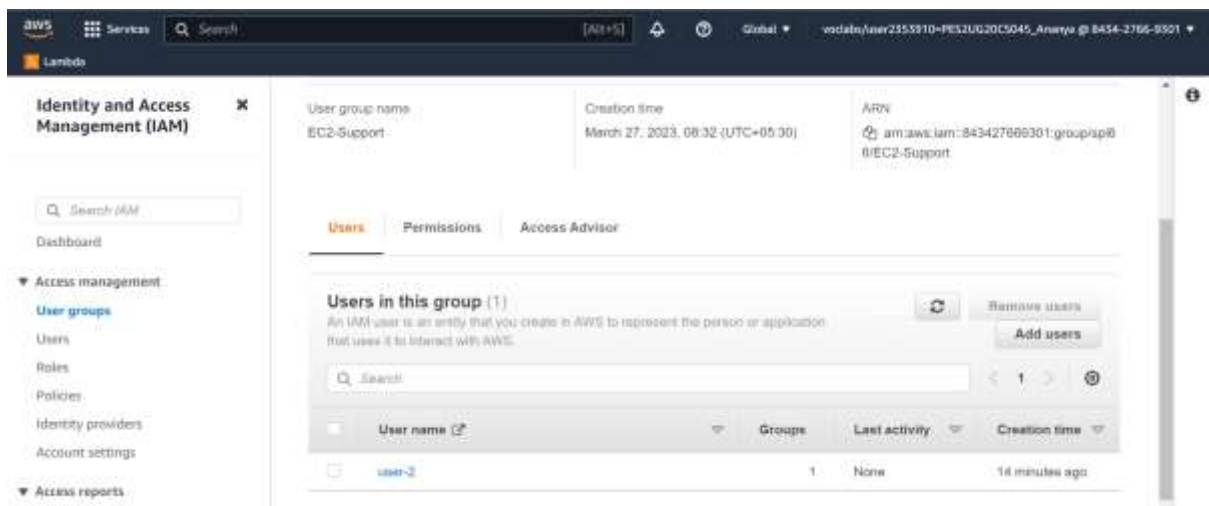 aws
Services
Search
[Alt+S]
Global
voclabs/user2353910=PES2UG20CS045_Ananya @ 8434-2766-9301
Lambda
Identity and Access
Management (IAM)
Search IAM
Dashboard
Access management
User groups
Users
Roles
Policies
Identity providers
Account settings
Access reports
User group name
EC2-Support
Creation time
March 27, 2023, 08:32 (UTC+05:30)
ARN
arn:aws:iam::843427669301:group/spl6
6/EC2-Support
Users
Permissions
Access Advisor
Users in this group (1)
An IAM user is an entity that you create in AWS to represent the person or application
that uses it to interact with AWS.
Remove users
Add users
Search
1
User name
Groups
Last activity
Creation time
user-2
1
None
14 minutes ago